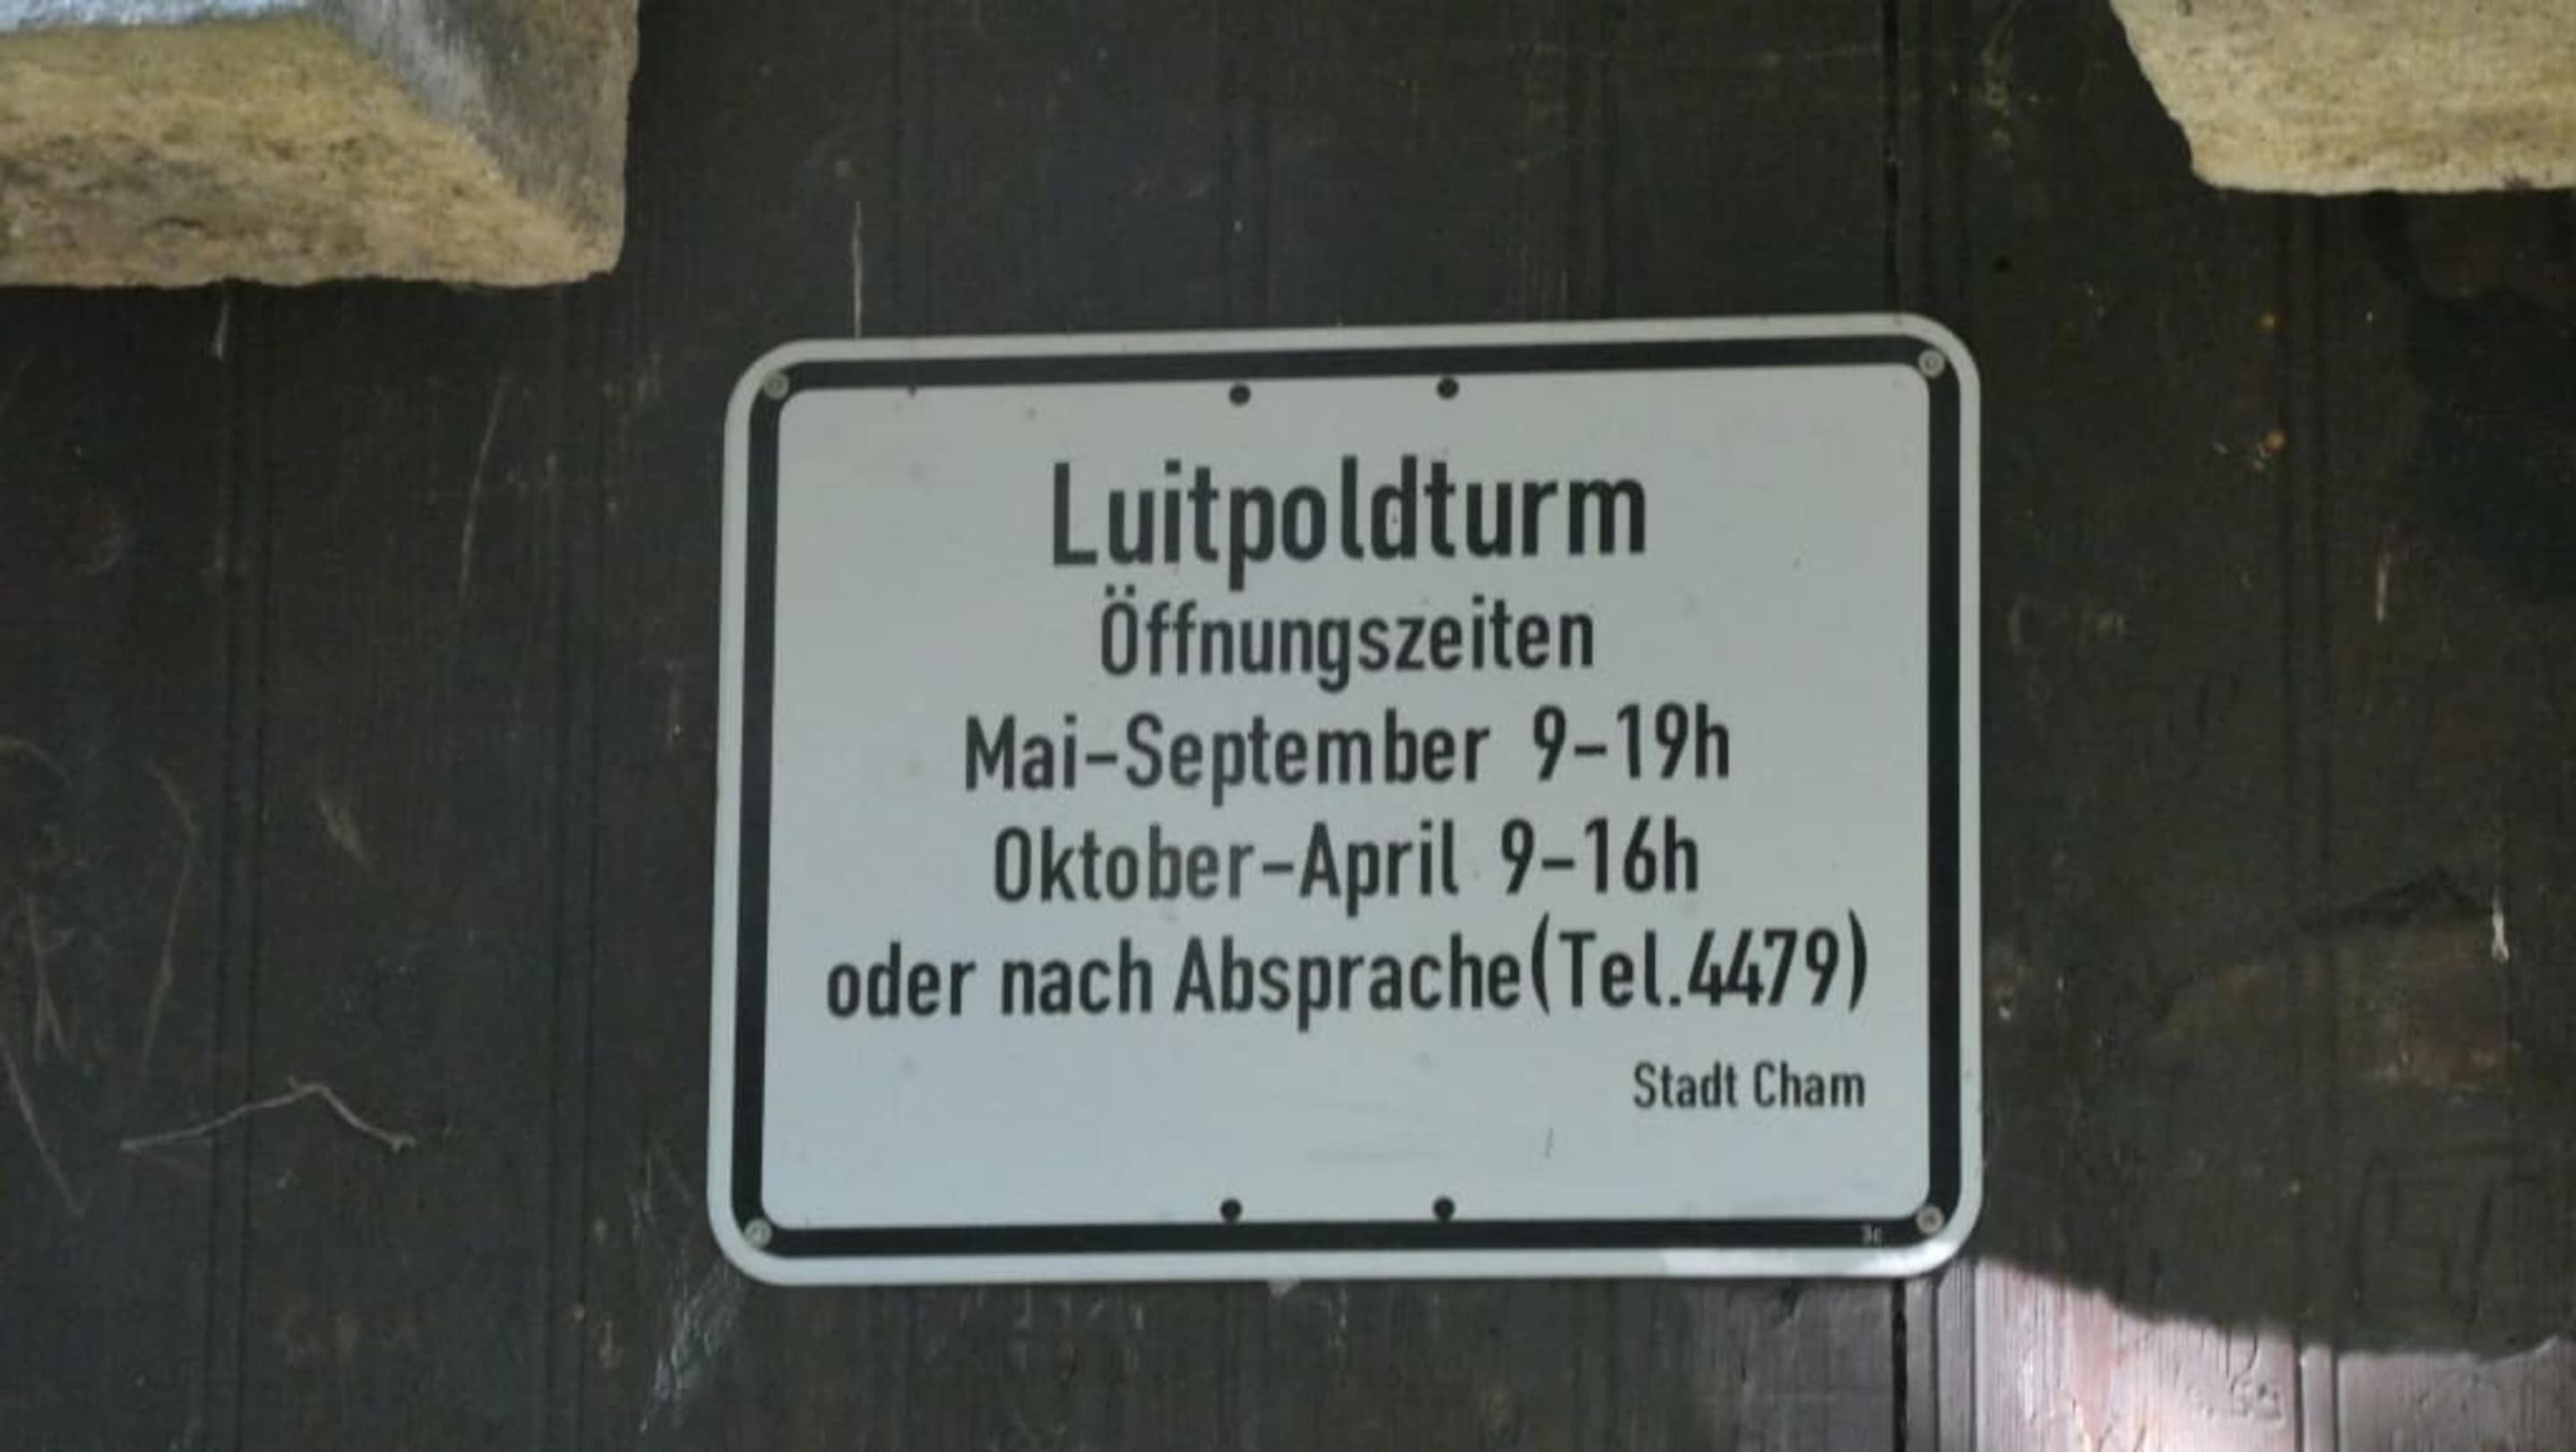 Luitpoldturm
Öffnungszeiten
Mai-September 9-19h
Oktober-April 9-16h
oder nach Absprache(Tel.4479)
Stadt Cham